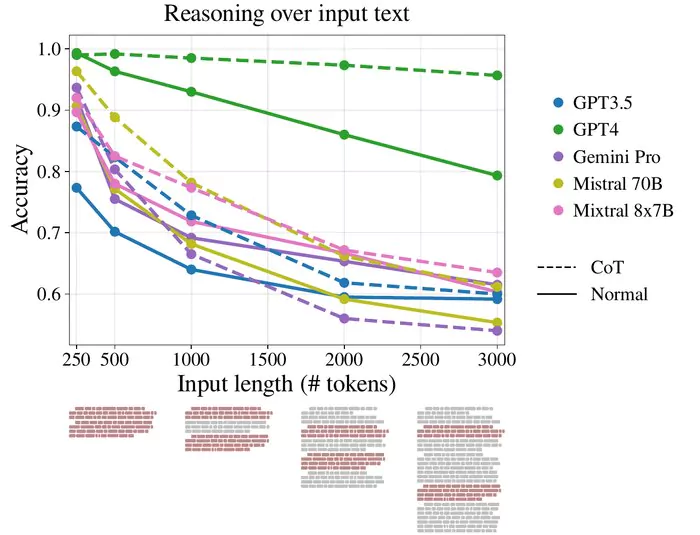 Reasoning over input text
Accuracy
1.0
0.9
0.8
0.7
0.6
250 500 1000 1500 2000 2500 3000
Input length (# tokens)
GPT3.5
GPT4
Gemini Pro
Mistral 70B
Mixtral 8x7B
CoT
Normal